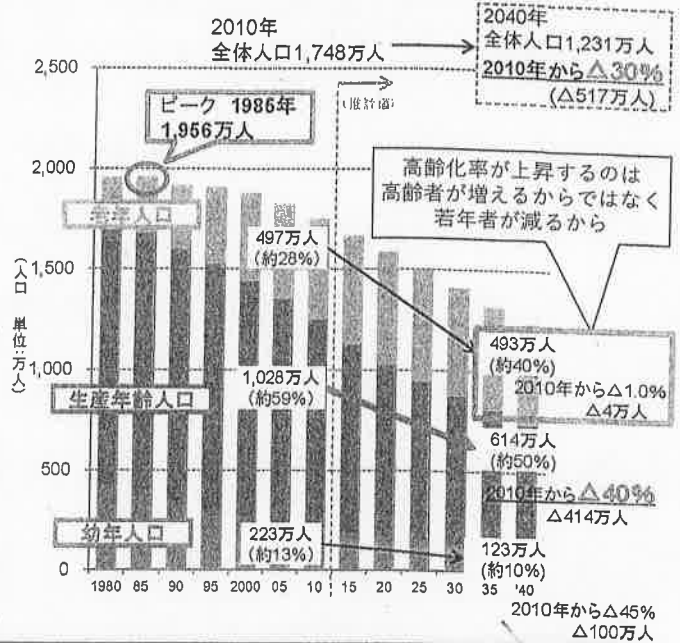 2010年
全体人口1,748万人
2040年
全体人口1,231万人
2010年から△30%
(△517万人)
2,500
2,000
1,500
1,000
500
0
(人口 単位:万人)
ピーク 1985年
1,956万人
高齢化率が上昇するのは
高齢者が増えるからではなく
若年者が減るから
老年人口
497万人
(約28%)
493万人
(約40%)
2010年から△1.0%
△4万人
生産年齢人口
1,028万人
(約59%)
614万人
(約50%)
2010年から△40%
△414万人
幼年人口
223万人
(約13%)
123万人
(約10%)
2010年から△45%
△100万人
1980 85 90 95 2000 05 10 15 20 25 30 35 '40